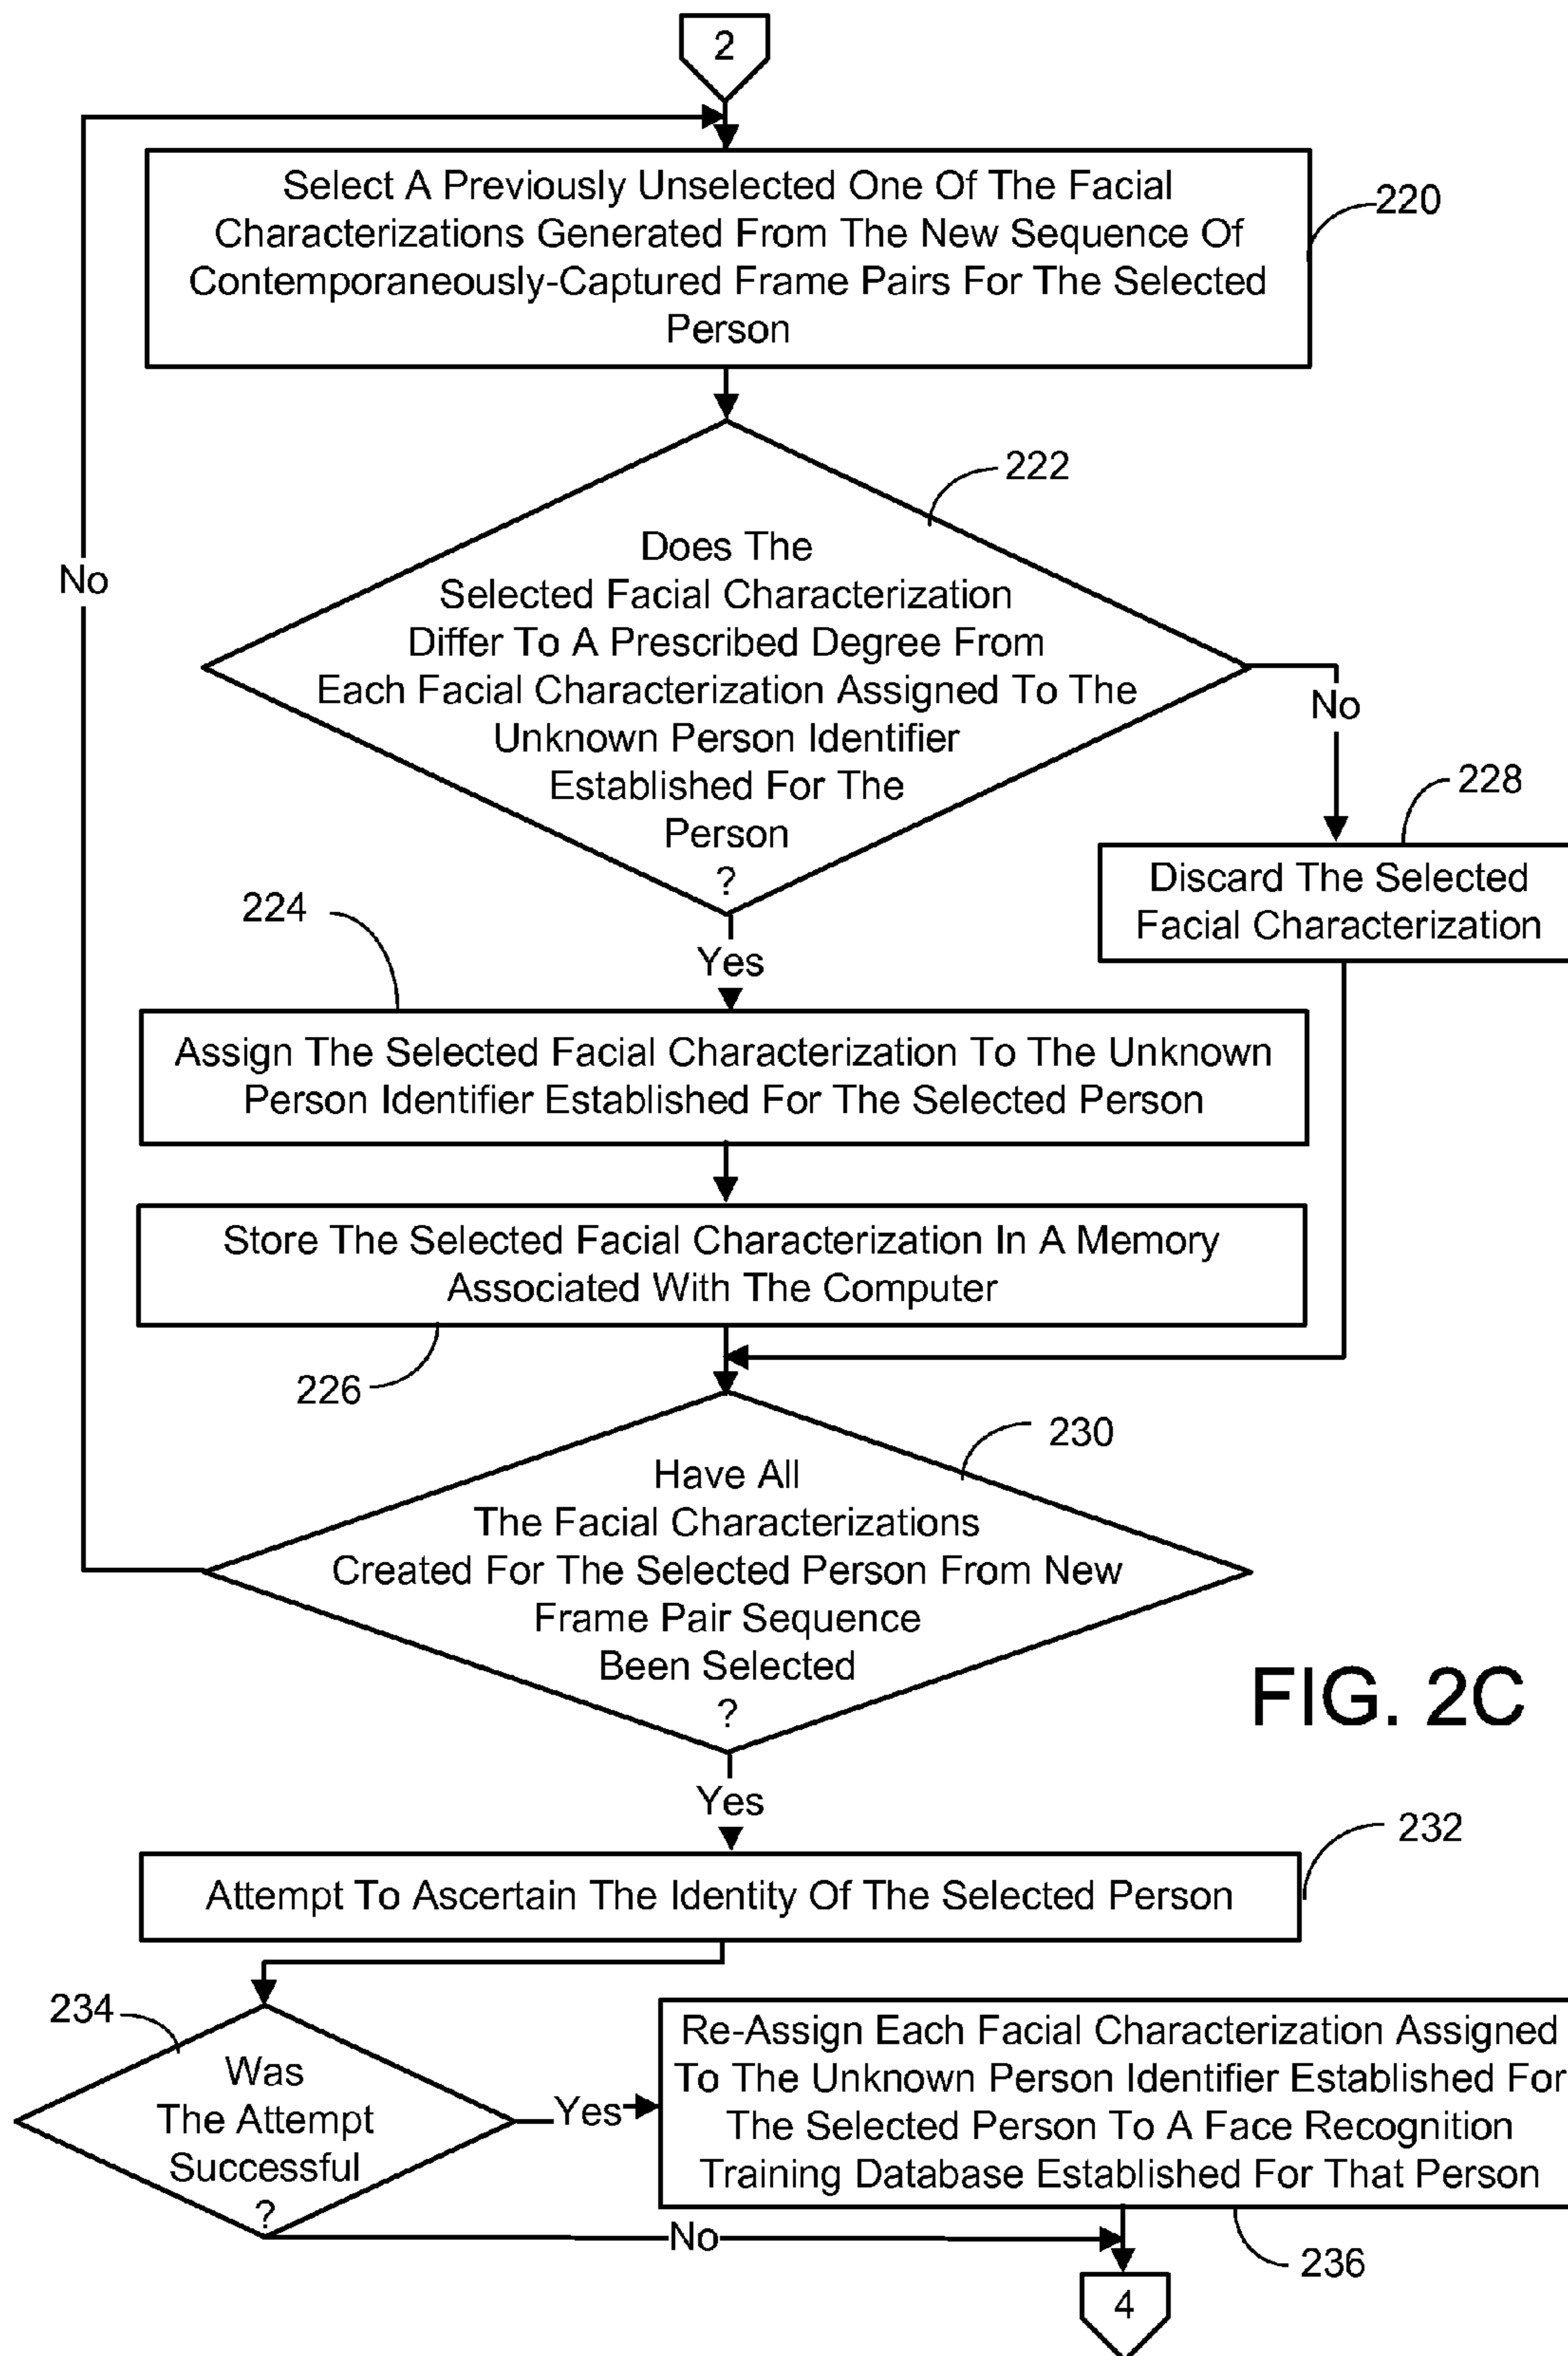 2
Select A Previously Unselected One Of The Facial
Characterizations Generated From The New Sequence Of
Contemporaneously-Captured Frame Pairs For The Selected
Person
220
222
Does The
Selected Facial Characterization
Differ To A Prescribed Degree From
Each Facial Characterization Assigned To The
Unknown Person Identifier
Established For The
Person
?
No
No
228
Discard The Selected
Facial Characterization
224
Yes
Assign The Selected Facial Characterization To The Unknown
Person Identifier Established For The Selected Person
Store The Selected Facial Characterization In A Memory
Associated With The Computer
226
230
Have All
The Facial Characterizations
Created For The Selected Person From New
Frame Pair Sequence
Been Selected
?
FIG. 2C
Yes
232
Attempt To Ascertain The Identity Of The Selected Person
234
Was
The Attempt
Successful
?
Yes
Re-Assign Each Facial Characterization Assigned
To The Unknown Person Identifier Established For
The Selected Person To A Face Recognition
Training Database Established For That Person
No
236
4